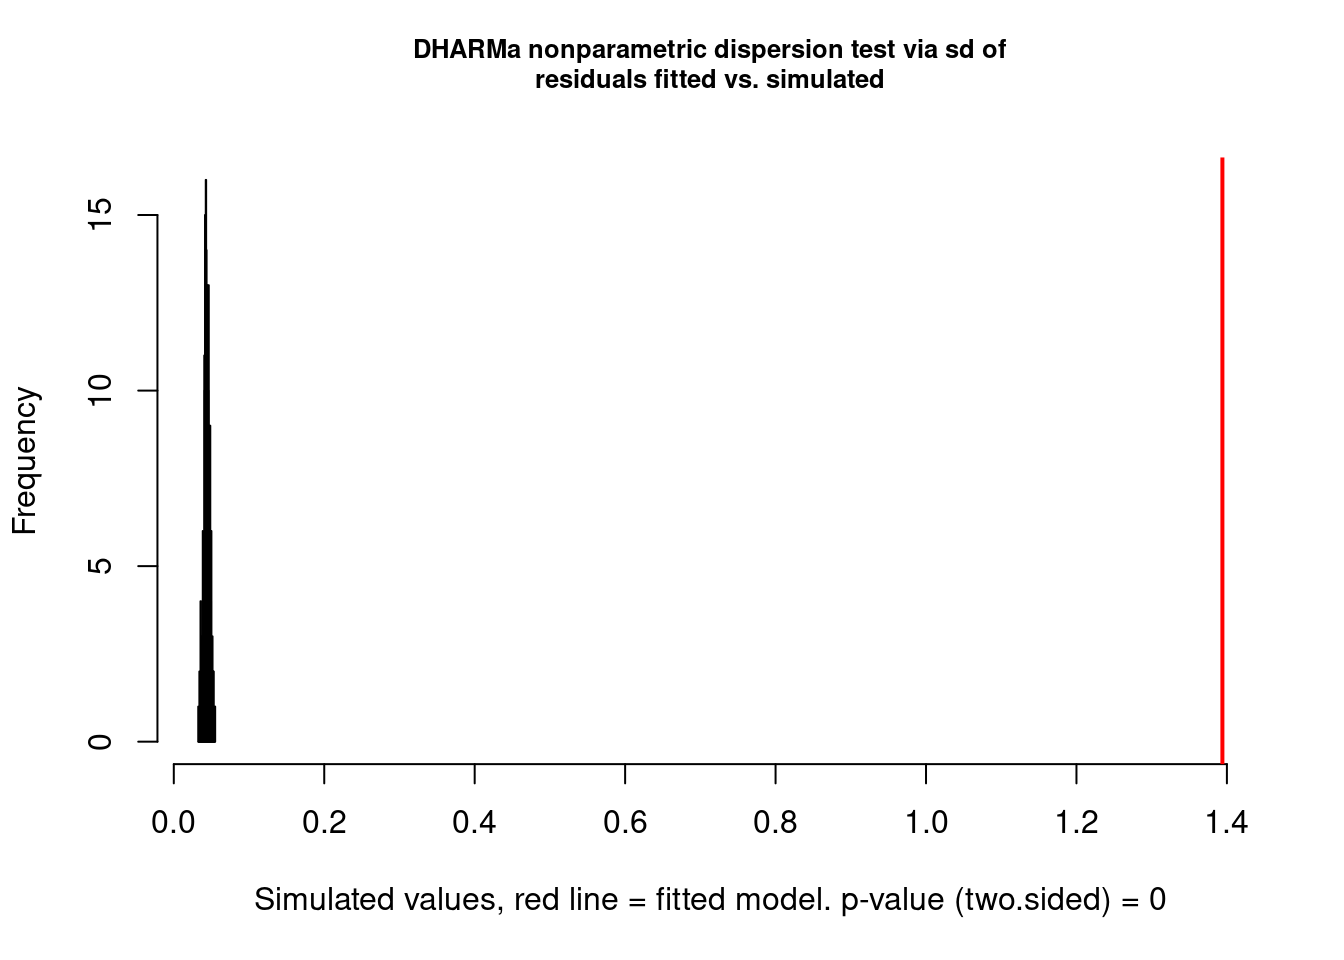 DHARMa nonparametric dispersion test via sd of
residuals fitted vs. simulated
Frequency
15
10
5
0
0.0 0.2 0.4 0.6 0.8 1.0 1.2 1.4
Simulated values, red line = fitted model. p-value (two.sided) = 0